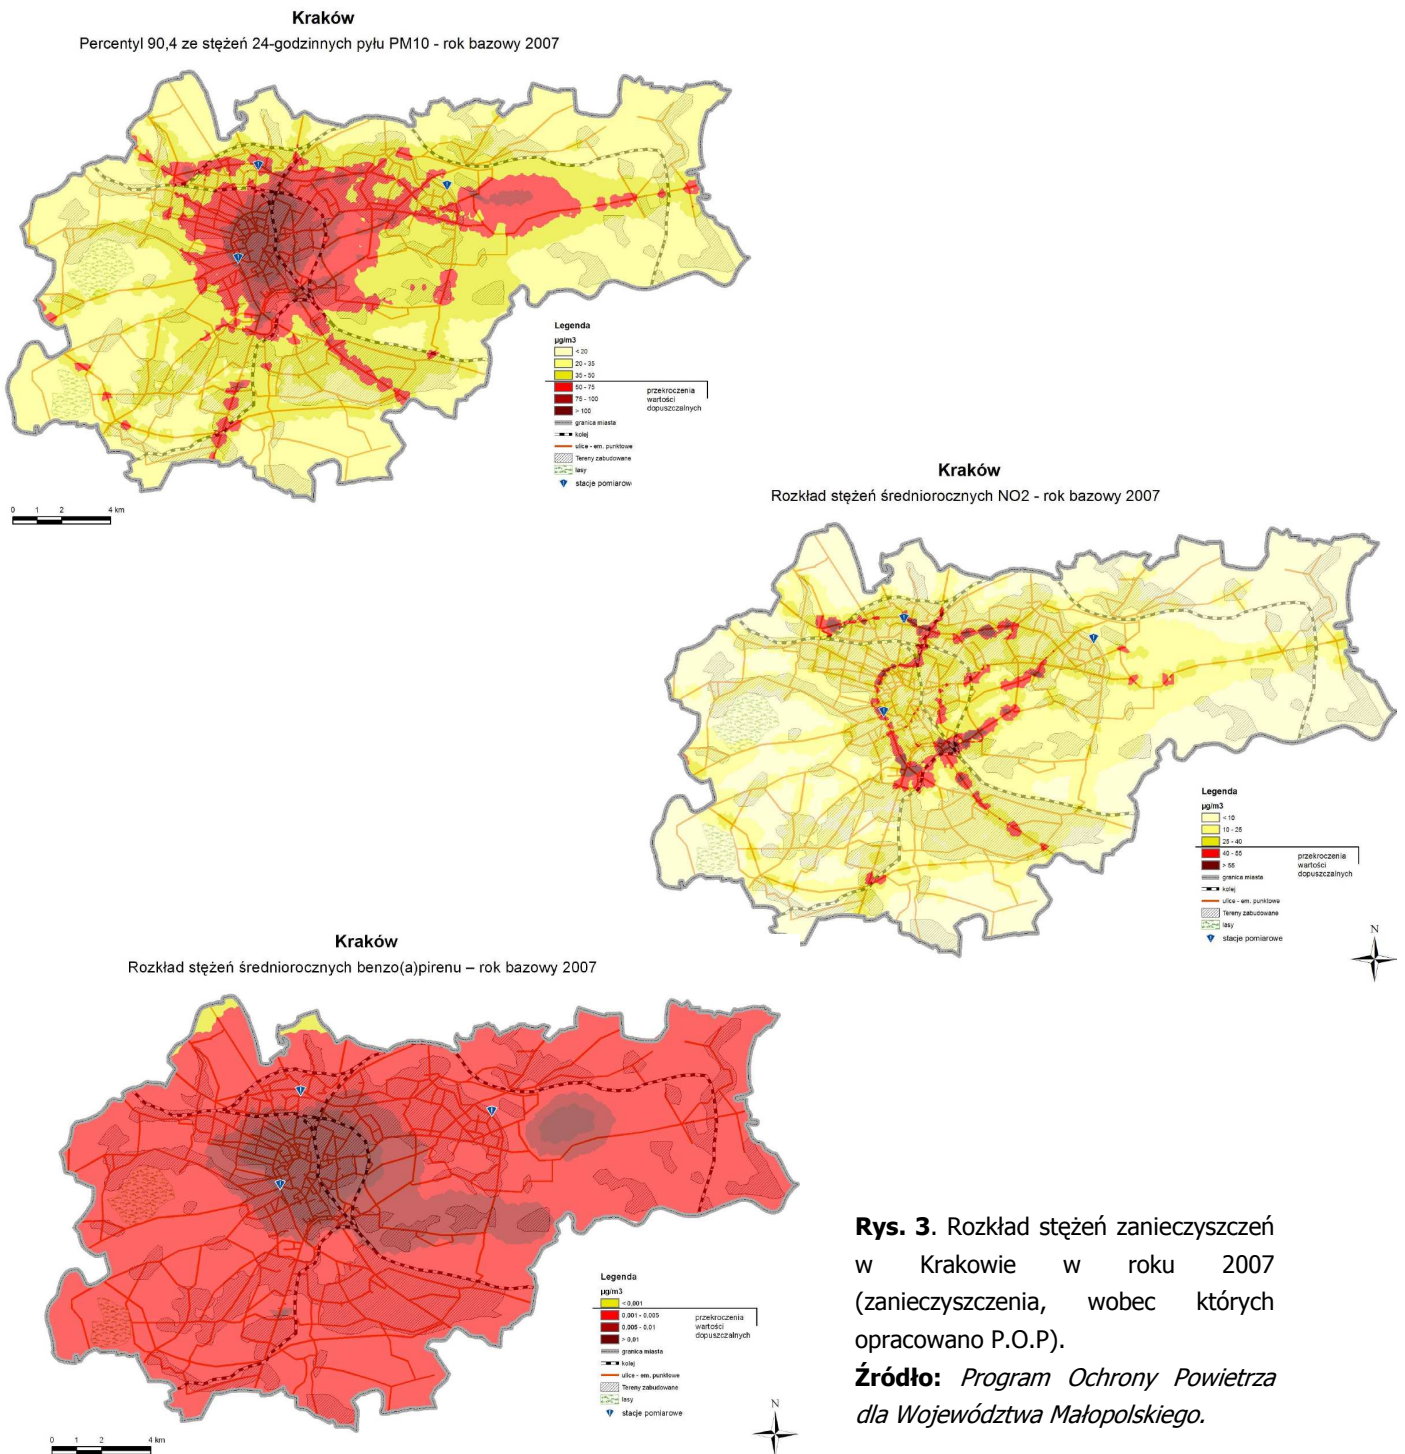 Kraków
Percentyl 90,4 ze stężeń 24-godzinnych pyłu PM10 - rok bazowy 2007
Legenda
µg/m3
< 20
20 - 35
35 - 50
50 - 75
75 - 100
> 100
przekroczenia
wartości
dopuszczalnych
granica miasta
kolej
ulice - em. punktowe
Tereny zabudowane
lasy
stacje pomiarow
0 1 2 4 km
Kraków
Rozkład stężeń średniorocznych NO2 - rok bazowy 2007
Legenda
µg/m3
< 10
10 - 25
25 - 40
40 - 55
> 55
przekroczenia
wartości
dopuszczalnych
granica miasta
kolej
ulice - em. punktowe
Tereny zabudowane
lasy
stacje pomiarowe
N
Kraków
Rozkład stężeń średniorocznych benzo(a)pirenu – rok bazowy 2007
Legenda
µg/m3
< 0,001
0,001 - 0,005
0,005 - 0,01
> 0,01
przekroczenia
wartości
dopuszczalnych
granica miasta
kolej
ulice - em. punktowe
Tereny zabudowane
lasy
stacje pomiarowe
0 1 2 4 km
N
Rys. 3. Rozkład stężeń zanieczyszczeń
w Krakowie w roku 2007
(zanieczyszczenia, wobec których
opracowano P.O.P).
Źródło: Program Ochrony Powietrza
dla Województwa Małopolskiego.